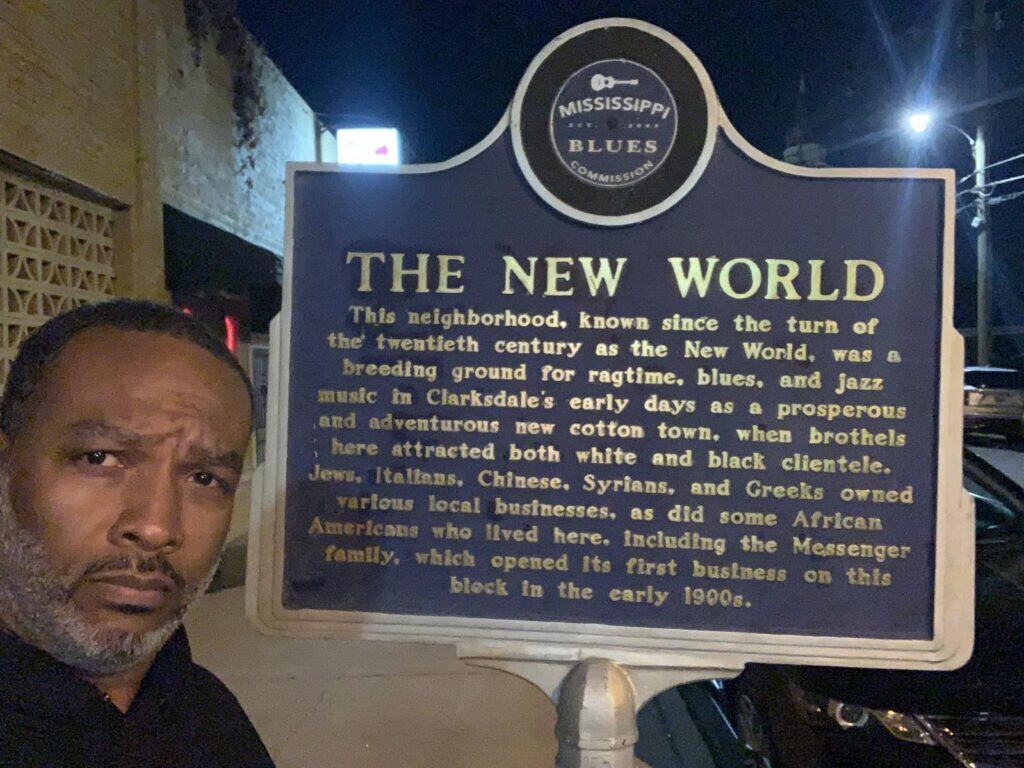 MISSISSIPPI
BLUES
COMMISSION
THE NEW WORLD
This neighborhood, known since the turn of
the twentieth century as the New World, was a
breeding ground for ragtime, blues, and jazz
music in Clarksdale's early days as a prosperous
and adventurous new cotton town, when brothels
here attracted both white and black clientele.
Jews, Italians, Chinese, Syrians, and Greeks owned
various local businesses, as did some African
Americans who lived here, including the Messenger
family, which opened its first business on this
block in the early 1900s.